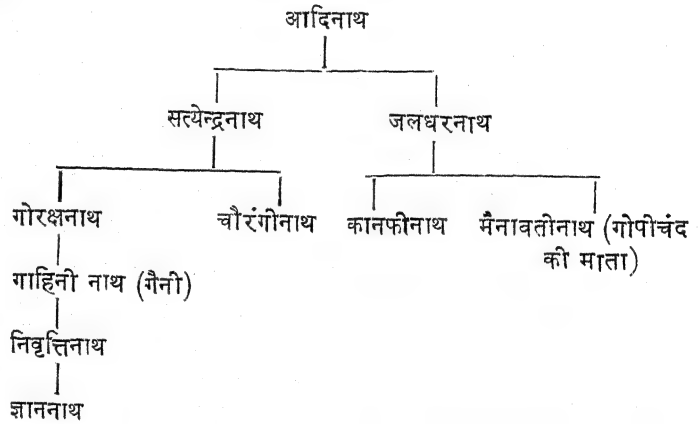 आदिनाथ
सत्येन्द्रनाथ जलधरनाथ
गोरक्षनाथ चौरंगीनाथ कानफीनाथ मैनावतीनाथ (गोपीचंद
की माता)
गाहिनी नाथ (गैनी)
निवृत्तिनाथ
ज्ञाननाथ